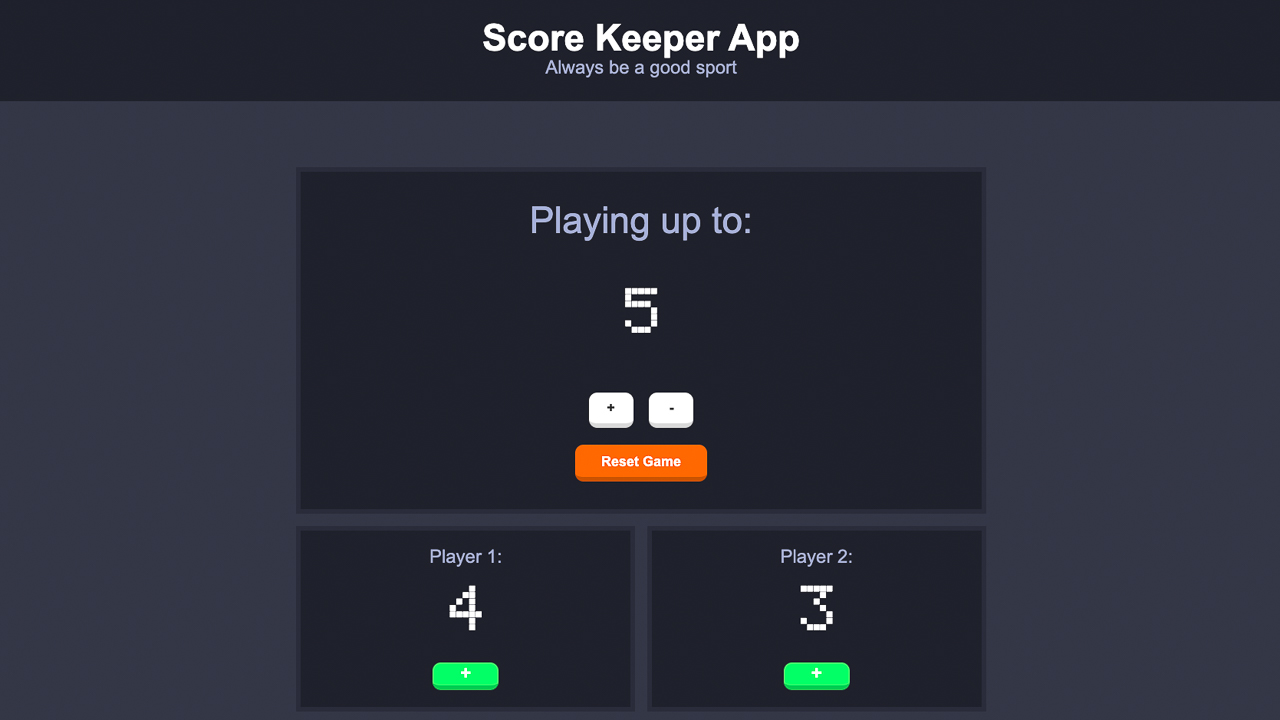 Score Keeper App
Always be a good sport
Playing up to:
5
+ -
Reset Game
Player 1:
4
+
Player 2:
3
+